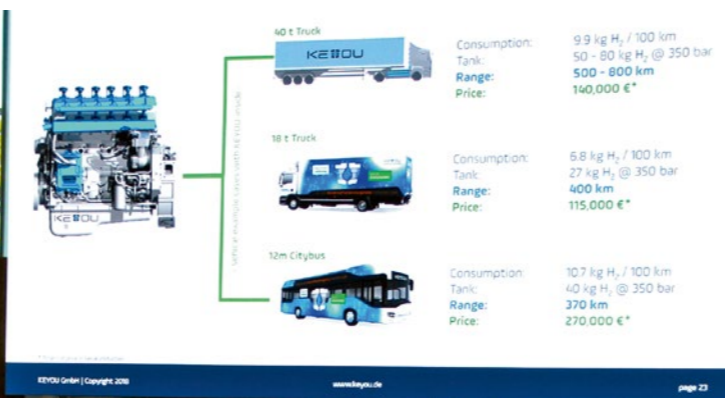 40 t Truck
KEYOU
Consumption: 9.9 kg H₂ / 100 km
Tank: 50 - 80 kg H₂ @ 350 bar
Range: 500 - 800 km
Price: 140,000 €*
18 t Truck
Consumption: 6.8 kg H₂ / 100 km
Tank: 27 kg H₂ @ 350 bar
Range: 400 km
Price: 115,000 €*
KEYOU
12m Citybus
Consumption: 10.7 kg H₂ / 100 km
Tank: 40 kg H₂ @ 350 bar
Range: 370 km
Price: 270,000 €*
KEYOU GmbH | Copyright 2018
www.keyou.de
page 23